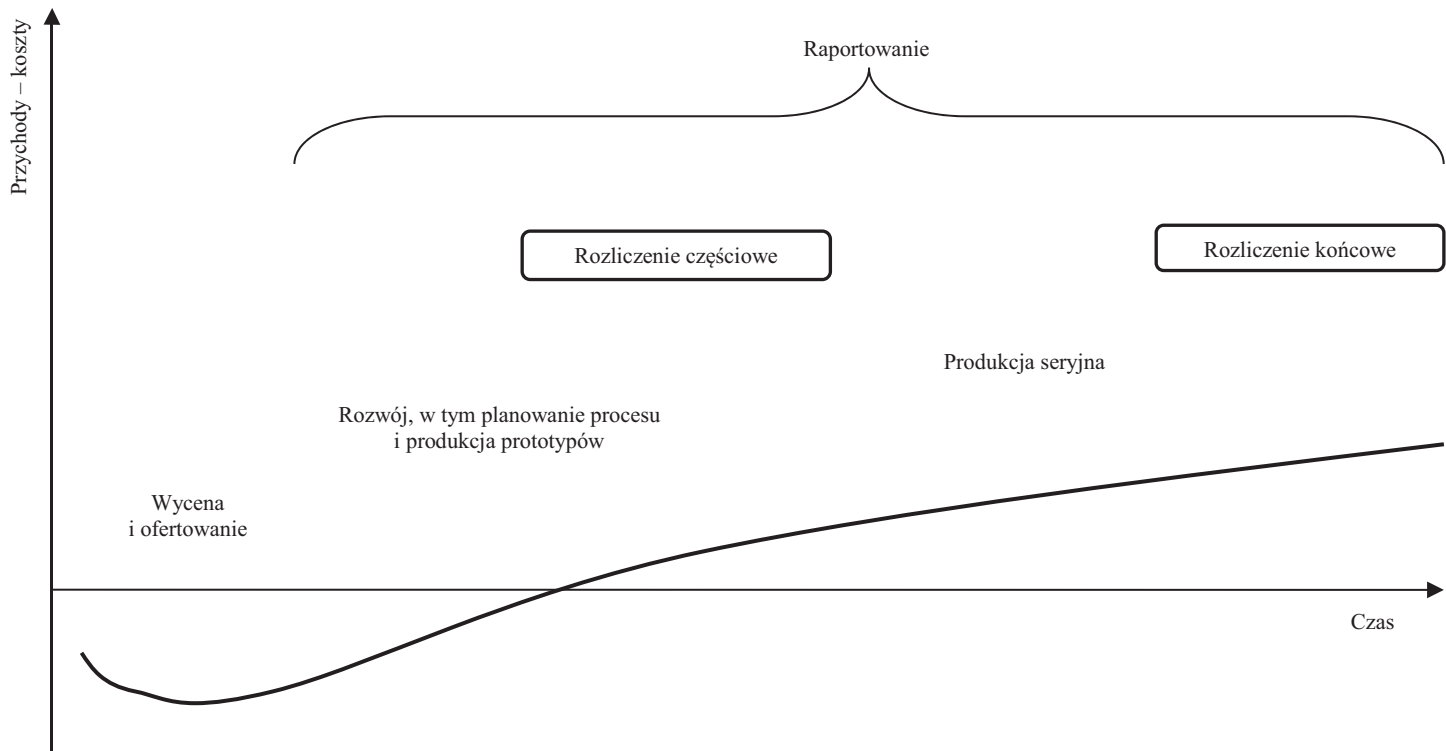 Przychody – koszty
Raportowanie
Rozliczenie częściowe
Rozliczenie końcowe
Produkcja seryjna
Rozwój, w tym planowanie procesu
i produkcja prototypów
Wycena
i ofertowanie
Czas